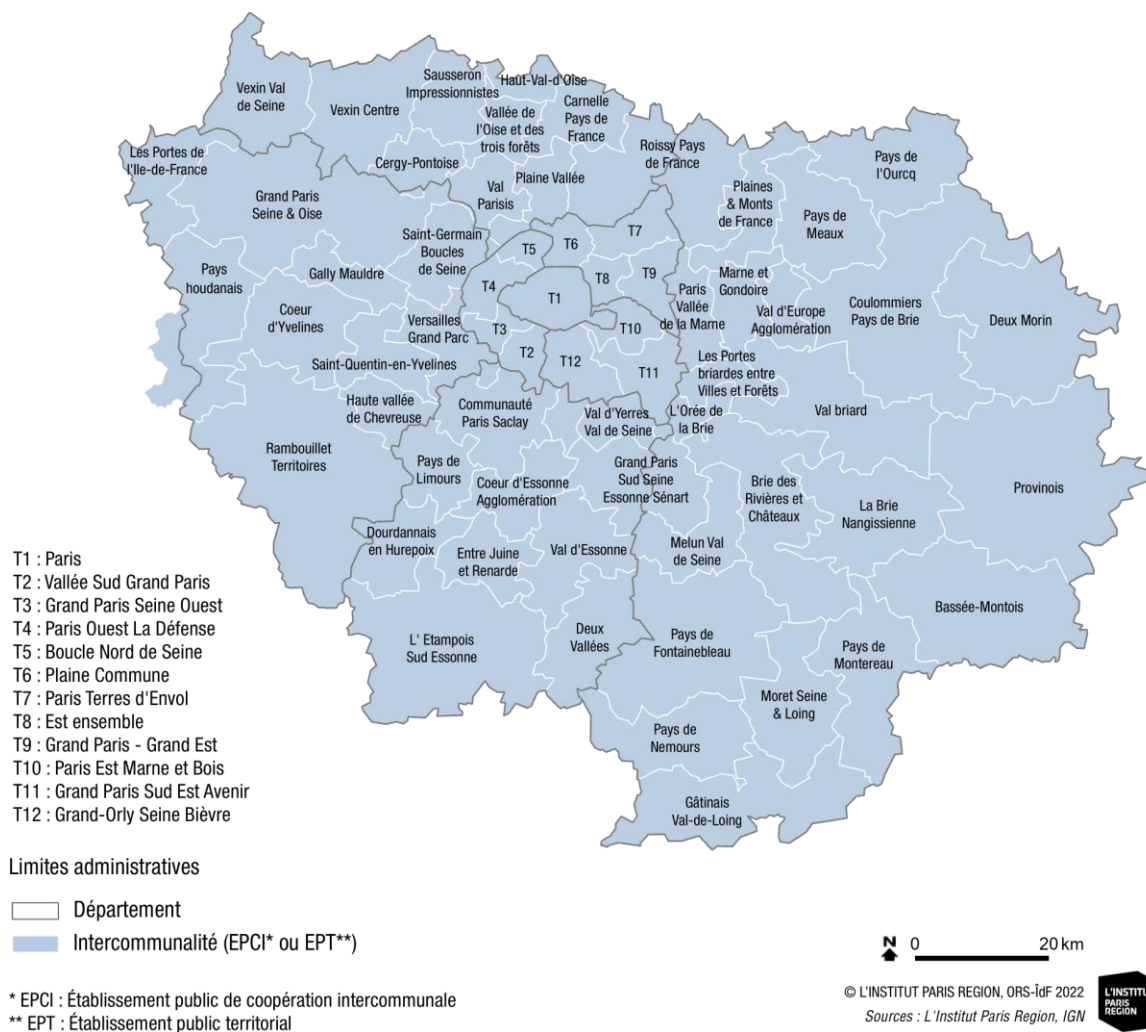 Vexin Val
de Seine
Vexin Centre
Sausseron
Impressionnistes
Haut-Val-d'Oise
Vallée de
l'Oise et des
trois forêts
Carnelle
Pays de
France
Roissy Pays
de France
Les Portes de
l'Ile-de-France
Cergy-Pontoise
Plaine Vallée
Val
Parisis
Grand Paris
Seine & Oise
Saint-Germain
Boucles
de Seine
Plaines
& Monts
de France
Pays de
l'Ourcq
Pays de
Meaux
Pays
houdanais
Gally Mauldre
Coeur
d'Yvelines
Versailles
Grand Parc
T5
T6
T7
T4
T8
T9
T1
T3
T10
T2
T12
T11
Marne et
Gondoire
Paris
Vallée
de la Marne
Val d'Europe
Agglomération
Coulommiers
Pays de Brie
Deux Morin
Saint-Quentin-en-Yvelines
Les Portes
briardes entre
Villes et Forêts
Haute vallée
de Chevreuse
Communauté
Paris Saclay
Val d'Yerres
Val de Seine
L'Orée de
la Brie
Val briard
Rambouillet
Territoires
Pays de
Limours
Coeur d'Essonne
Agglomération
Grand Paris
Sud Seine
Essonne Sénart
Brie des
Rivières et
Châteaux
La Brie
Nangissienne
Provinois
Dourdannais
en Hurepoix
Entre Juine
et Renarde
Val d'Essonne
Melun Val
de Seine
L' Etampois
Sud Essonne
Deux
Vallées
Pays de
Fontainebleau
Pays de
Montereau
Bassée-Montois
Moret Seine
& Loing
Pays de
Nemours
Gâtinais
Val-de-Loing
T1 : Paris
T2 : Vallée Sud Grand Paris
T3 : Grand Paris Seine Ouest
T4 : Paris Ouest La Défense
T5 : Boucle Nord de Seine
T6 : Plaine Commune
T7 : Paris Terres d'Envol
T8 : Est ensemble
T9 : Grand Paris - Grand Est
T10 : Paris Est Marne et Bois
T11 : Grand Paris Sud Est Avenir
T12 : Grand-Orly Seine Bièvre
Limites administratives
Département
Intercommunalité (EPCI* ou EPT**)
* EPCI : Établissement public de coopération intercommunale
** EPT : Établissement public territorial
N 0 20 km
© L'INSTITUT PARIS REGION, ORS-îdF 2022
Sources : L'Institut Paris Region, IGN
L'INSTITUT
PARIS
REGION